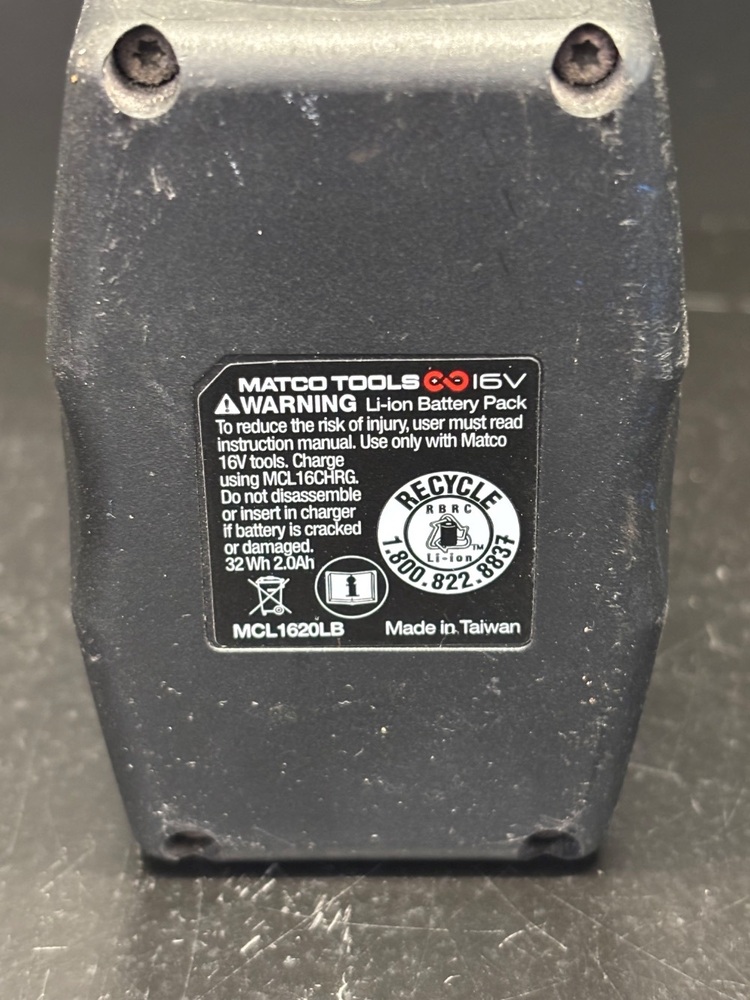 MATCO TOOLS 16V
WARNING Li-ion Battery Pack
To reduce the risk of injury, user must read
instruction manual. Use only with Matco
16V tools. Charge
using MCL16CHRG.
Do not disassemble
or insert in charger
if battery is cracked
or damaged.
32 Wh 2.0Ah
RECYCLE
RBRC
Li-ion
TM
1.800.822.8837
i
MCL1620LB Made in Taiwan